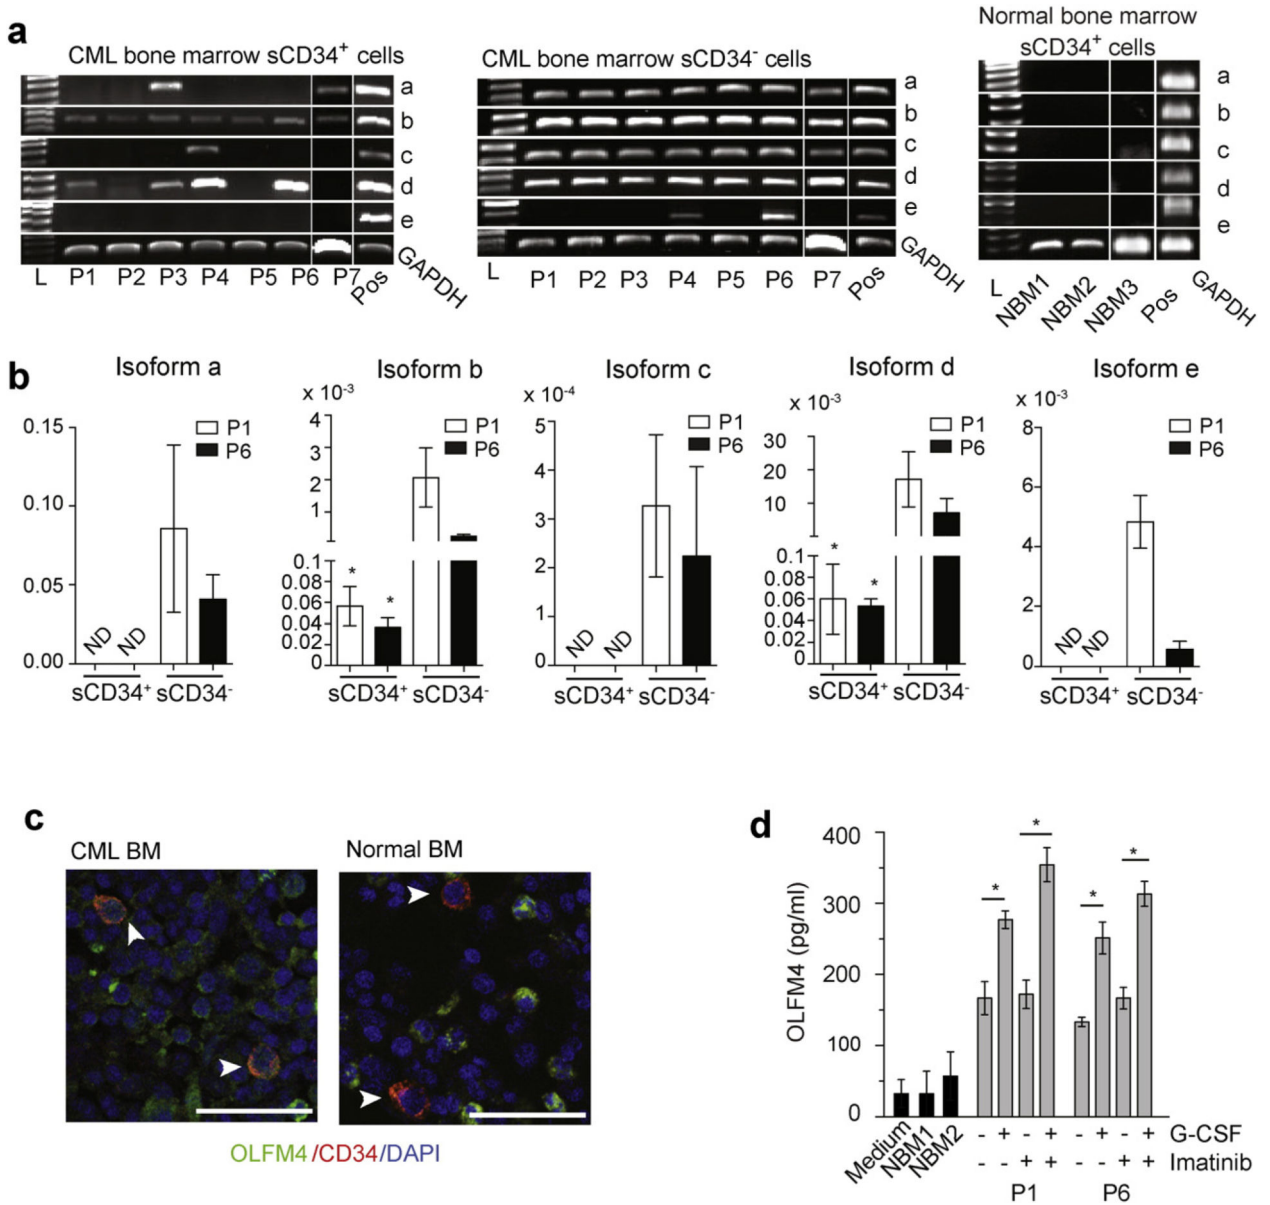 a
CML bone marrow sCD34+ cells
a
b
c
d
e
GAPDH
L P1 P2 P3 P4 P5 P6 P7 Pos
CML bone marrow sCD34- cells
a
b
c
d
e
GAPDH
L P1 P2 P3 P4 P5 P6 P7 Pos
Normal bone marrow
sCD34+ cells
a
b
c
d
e
GAPDH
L NBM1 NBM2 NBM3 Pos
b
Isoform a
0.15
0.10
0.05
0.00
P1
P6
ND ND
sCD34+ sCD34-
Isoform b
x 10-3
4
3
2
1
0.1
0.08
0.06
0.04
0.02
0
P1
P6
* *
sCD34+ sCD34-
Isoform c
x 10-4
5
4
3
2
1
0
P1
P6
ND ND
sCD34+ sCD34-
Isoform d
x 10-3
30
20
10
0.1
0.08
0.06
0.04
0.02
0
P1
P6
* *
sCD34+ sCD34-
Isoform e
x 10-3
8
6
4
2
0
P1
P6
ND ND
sCD34+ sCD34-
c
CML BM
Normal BM
OLFM4/CD34/DAPI
d
OLFM4 (pg/ml)
400
300
200
100
0
* * * *
Medium NBM1 NBM2
- + - + - + - + G-CSF
- - + + - - + + Imatinib
P1 P6